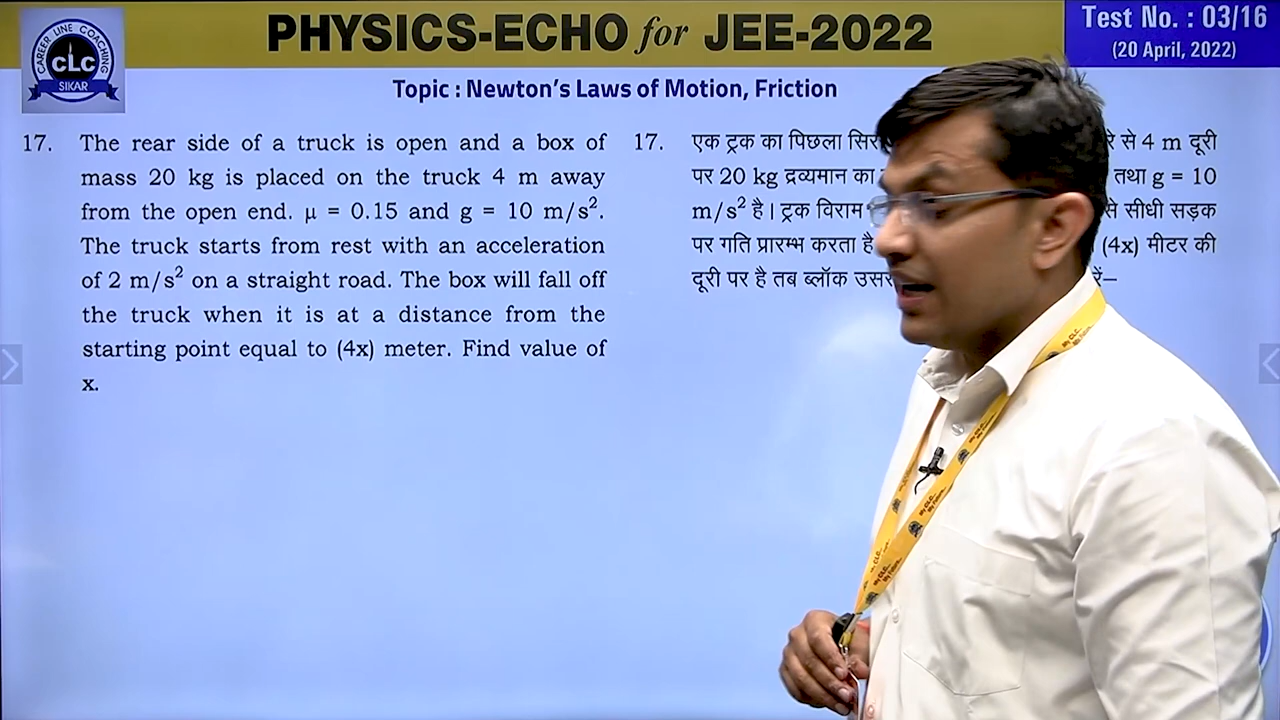 PHYSICS-ECHO for JEE-2022
Test No. : 03/16
(20 April, 2022)
CAREER LINE COACHING
CLC
SIKAR
Topic : Newton's Laws of Motion, Friction
17. The rear side of a truck is open and a box of
mass 20 kg is placed on the truck 4 m away
from the open end. μ = 0.15 and g = 10 m/s².
The truck starts from rest with an acceleration
of 2 m/s² on a straight road. The box will fall off
the truck when it is at a distance from the
starting point equal to (4x) meter. Find value of
x.
17. एक ट्रक का पिछला से 4 m दूरी
पर 20 kg द्रव्यमान का तथा g = 10
m/s² है। ट्रक विराम से सीधी सड़क
पर गति प्रारम्भ करता है (4x) मीटर की
दूरी पर है तब ब्लॉक
My CLC..